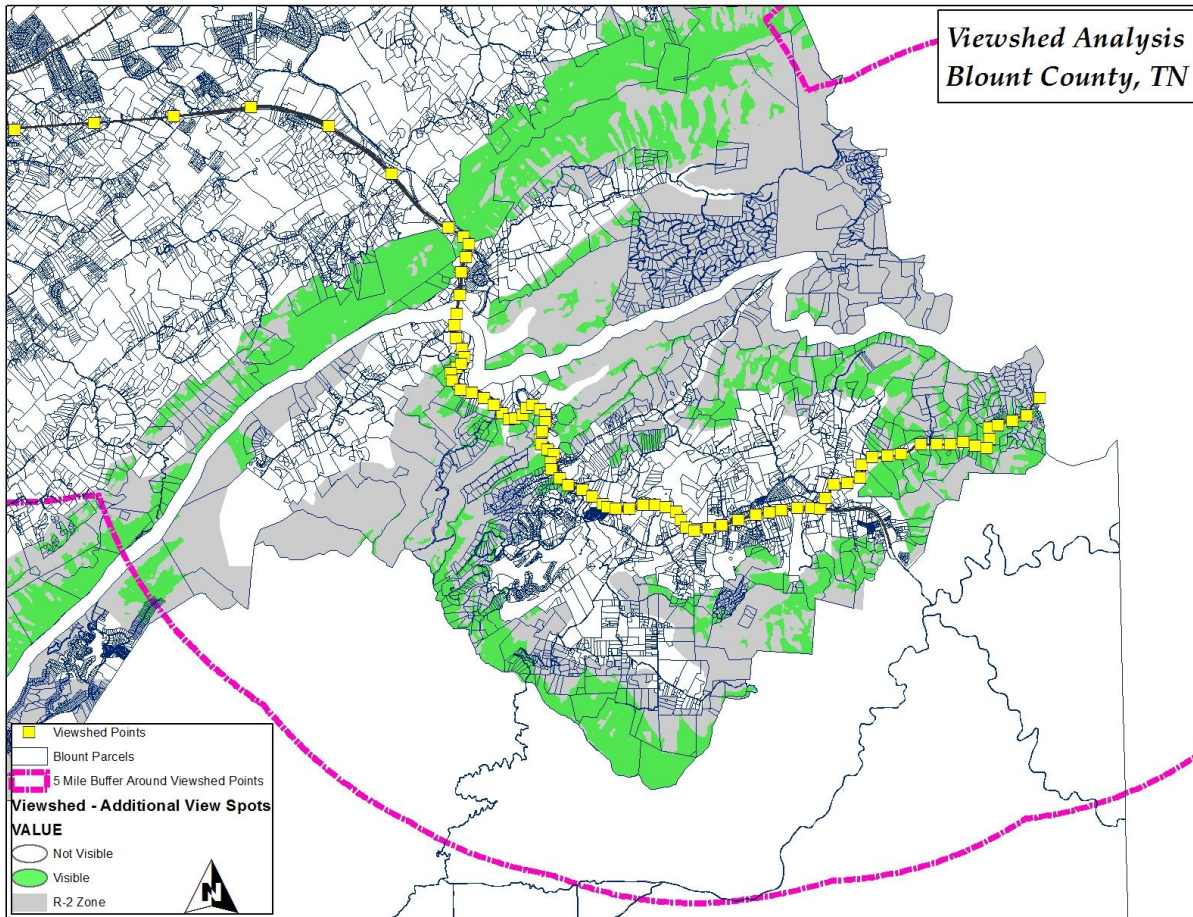 Viewshed Analysis
Blount County, TN
Viewshed Points
Blount Parcels
5 Mile Buffer Around Viewshed Points
Viewshed - Additional View Spots
VALUE
Not Visible
Visible
R-2 Zone
N